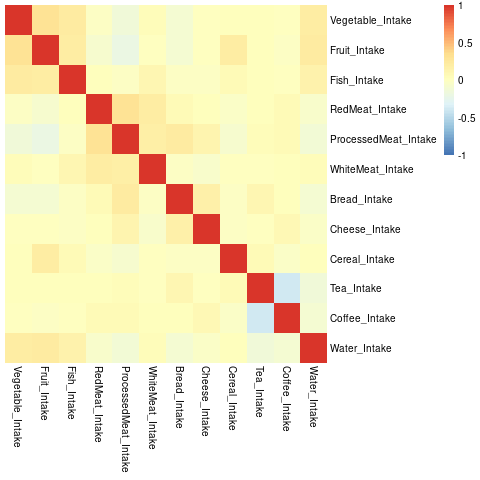 Vegetable_Intake
Fruit_Intake
Fish_Intake
RedMeat_Intake
ProcessedMeat_Intake
WhiteMeat_Intake
Bread_Intake
Cheese_Intake
Cereal_Intake
Tea_Intake
Coffee_Intake
Water_Intake
1
0.5
0
-0.5
-1
Vegetable_Intake
Fruit_Intake
Fish_Intake
RedMeat_Intake
ProcessedMeat_Intake
WhiteMeat_Intake
Bread_Intake
Cheese_Intake
Cereal_Intake
Tea_Intake
Coffee_Intake
Water_Intake